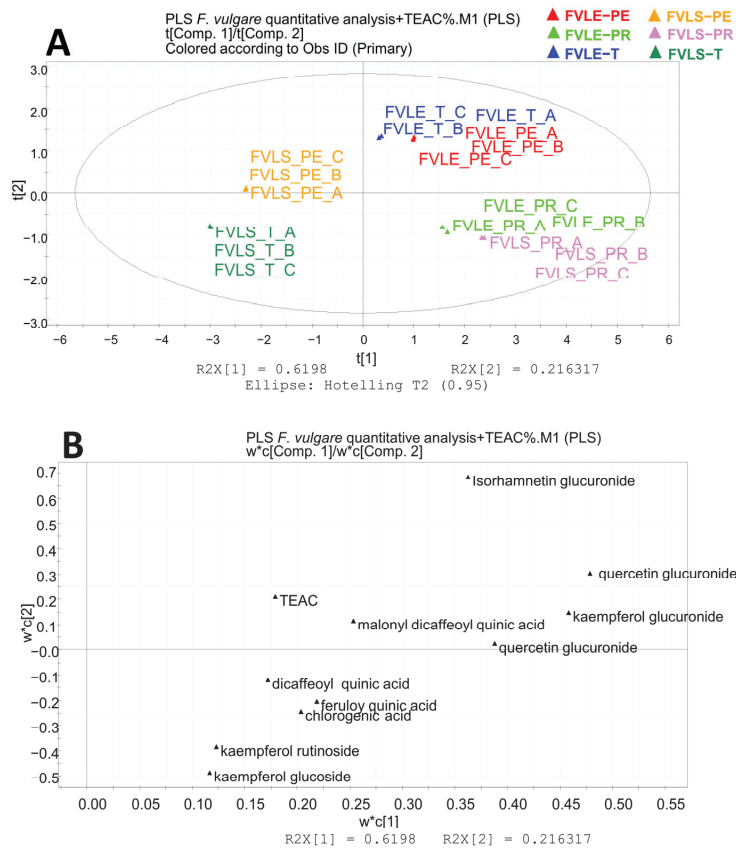 A
PLS F. vulgare quantitative analysis+TEAC%.M1 (PLS)
t[Comp. 1]/t[Comp. 2]
Colored according to Obs ID (Primary)
FVLE-PE
FVLS-PE
FVLE-PR
FVLS-PR
FVLE-T
FVLS-T
3.0
2.0
1.0
0.0
-1.0
-2.0
-3.0
t[2]
FVLE_T_C
FVLE_T_A
FVLE_T_B
FVLE_PE_A
FVLE_PE_B
FVLE_PE_C
FVLS_PE_C
FVLS_PE_B
FVLS_PE_A
FVLE_PR_C
FVLE_PR_A
FVLE_PR_B
FVLS_T_A
FVLS_T_B
FVLS_T_C
FVLS_PR_A
FVLS_PR_B
FVLS_PR_C
-6 -5 -4 -3 -2 -1 0 1 2 3 4 5 6
t[1]
R2X[1] = 0.6198 R2X[2] = 0.216317
Ellipse: Hotelling T2 (0.95)
B
PLS F. vulgare quantitative analysis+TEAC%.M1 (PLS)
w*c[Comp. 1]/w*c[Comp. 2]
0.7
0.6
0.5
0.4
0.3
0.2
0.1
-0.0
-0.1
-0.2
-0.3
-0.4
-0.5
w*c[2]
Isorhamnetin glucuronide
quercetin glucuronide
TEAC
kaempferol glucuronide
malonyl dicaffeoyl quinic acid
quercetin glucuronide
dicaffeoyl quinic acid
feruloy quinic acid
chlorogenic acid
kaempferol rutinoside
kaempferol glucoside
0.00 0.05 0.10 0.15 0.20 0.25 0.30 0.35 0.40 0.45 0.50 0.55
w*c[1]
R2X[1] = 0.6198 R2X[2] = 0.216317